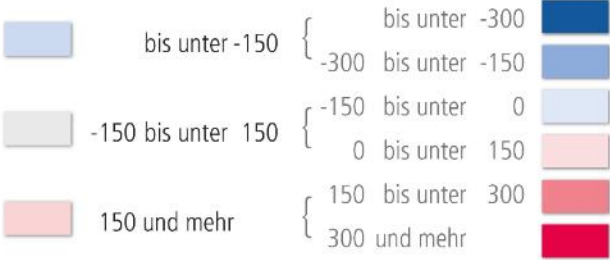 bis unter -150
-150 bis unter 150
150 und mehr
bis unter -300
-300 bis unter -150
-150 bis unter 0
0 bis unter 150
150 bis unter 300
300 und mehr